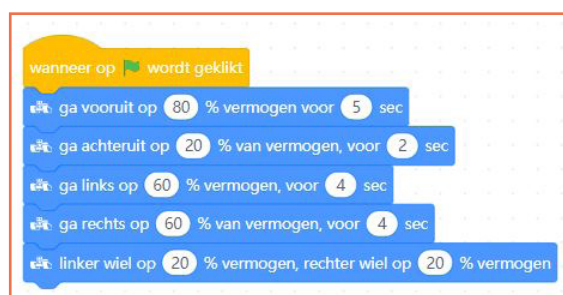 wanneer op wordt geklikt
ga vooruit op 80 % vermogen voor 5 sec
ga achteruit op 20 % van vermogen, voor 2 sec
ga links op 60 % vermogen, voor 4 sec
ga rechts op 60 % van vermogen, voor 4 sec
linker wiel op 20 % vermogen, rechter wiel op 20 % vermogen